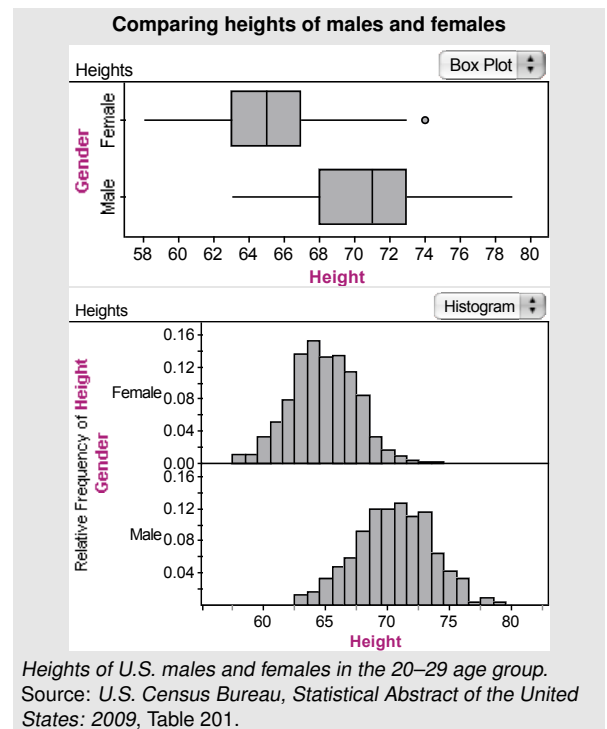 Comparing heights of males and females
Heights
Box Plot
Gender
Female
Male
58 60 62 64 66 68 70 72 74 76 78 80
Height
Heights
Histogram
Relative Frequency of Height
Gender
Female
0.16
0.12
0.08
0.04
0.00
Male
0.16
0.12
0.08
0.04
60 65 70 75 80
Height
Heights of U.S. males and females in the 20–29 age group.
Source: U.S. Census Bureau, Statistical Abstract of the United
States: 2009, Table 201.